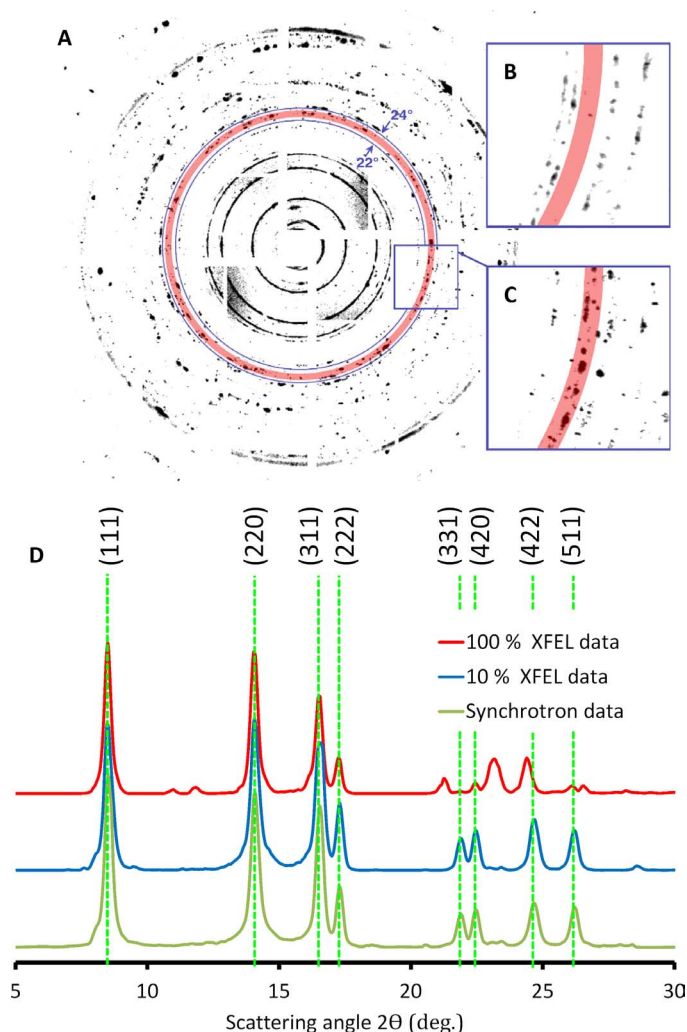 A
24°
22°
B
C
D
(111)
(220)
(311)
(222)
(331)
(420)
(422)
(511)
100 % XFEL data
10 % XFEL data
Synchrotron data
5 10 15 20 25 30
Scattering angle 2Θ (deg.)